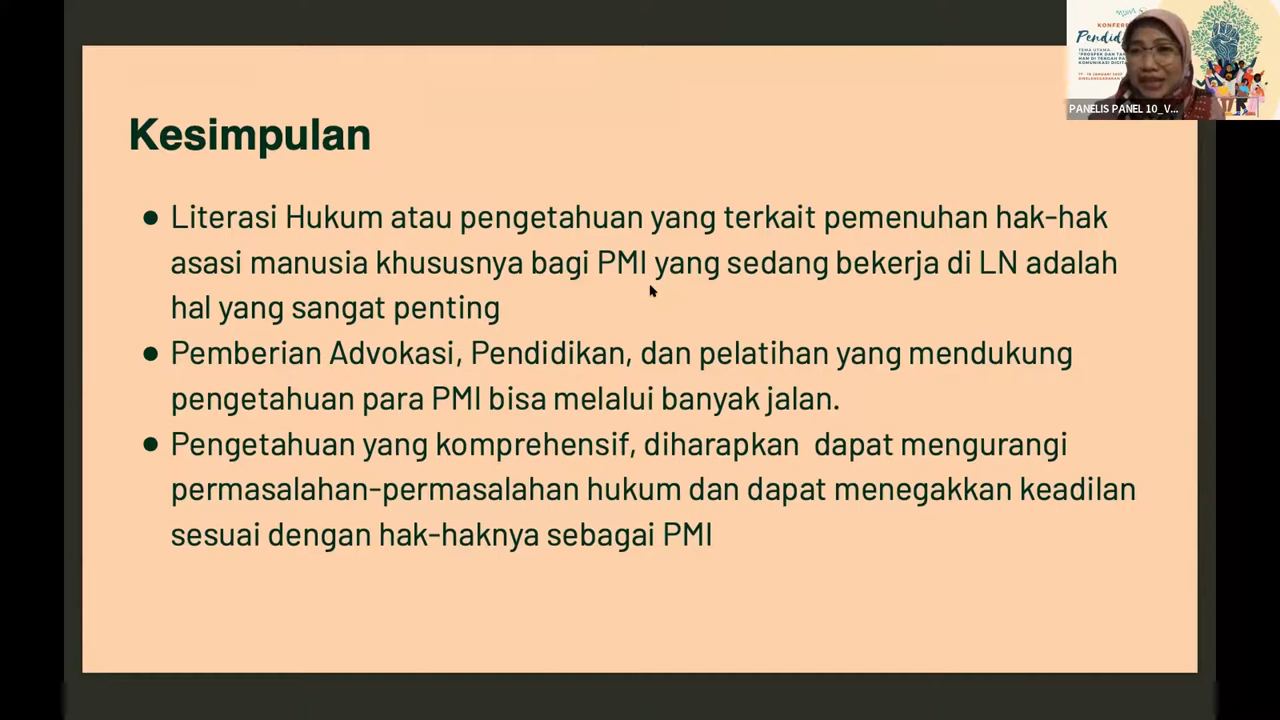 Kesimpulan
● Literasi Hukum atau pengetahuan yang terkait pemenuhan hak-hak
asasi manusia khususnya bagi PMI yang sedang bekerja di LN adalah
hal yang sangat penting
● Pemberian Advokasi, Pendidikan, dan pelatihan yang mendukung
pengetahuan para PMI bisa melalui banyak jalan.
● Pengetahuan yang komprehensif, diharapkan  dapat mengurangi
permasalahan-permasalahan hukum dan dapat menegakkan keadilan
sesuai dengan hak-haknya sebagai PMI
TEMA UTAMA
PANELIS PANEL 10_V...